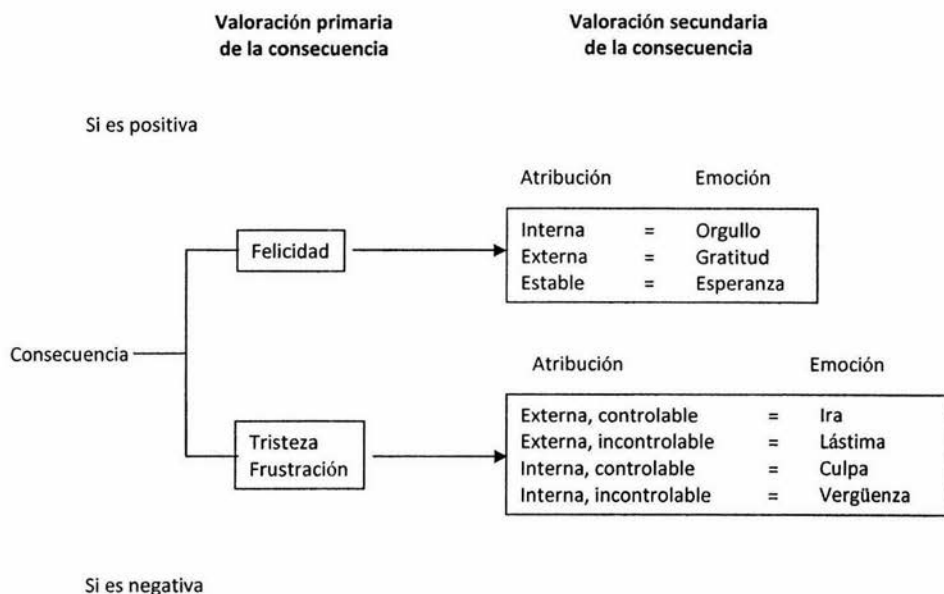 Valoración primaria
de la consecuencia
Valoración secundaria
de la consecuencia
Si es positiva
Atribución Emoción
Interna = Orgullo
Externa = Gratitud
Estable = Esperanza
Felicidad
Consecuencia
Atribución Emoción
Externa, controlable = Ira
Externa, incontrolable = Lástima
Interna, controlable = Culpa
Interna, incontrolable = Vergüenza
Tristeza
Frustración
Si es negativa